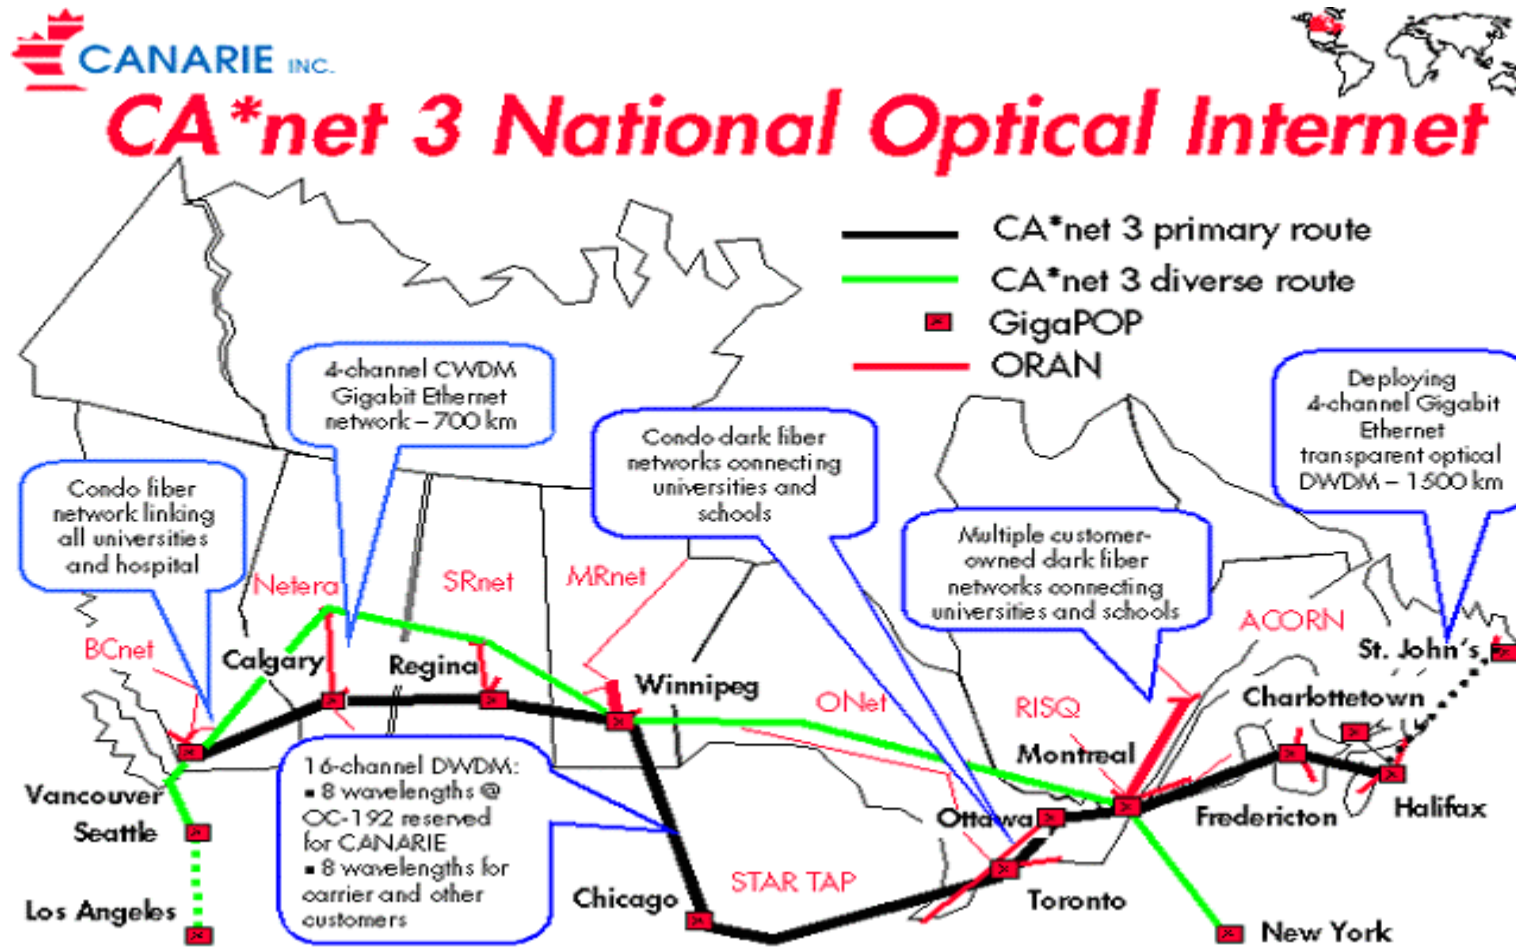 CANARIE INC.
CA*net 3 National Optical Internet
CA*net 3 primary route
CA*net 3 diverse route
GigaPOP
ORAN
4-channel CWDM
Gigabit Ethernet
network – 700 km
Deploying
4-channel Gigabit
Ethernet
transparent optical
DWDM – 1500 km
Condo dark fiber
networks connecting
universities and
schools
Condo fiber
network linking
all universities
and hospital
Multiple customer-
owned dark fiber
networks connecting
universities and schools
Netera
SRnet
MRnet
ACORN
BCnet
Calgary
Regina
Winnipeg
St. John's
Charlottetown
ONet
RISQ
Montreal
16-channel DWDM:
▪ 8 wavelengths @
OC-192 reserved
for CANARIE
▪ 8 wavelengths for
carrier and other
customers
Vancouver
Seattle
Ottawa
Fredericton
Halifax
STAR TAP
Chicago
Toronto
Los Angeles
New York